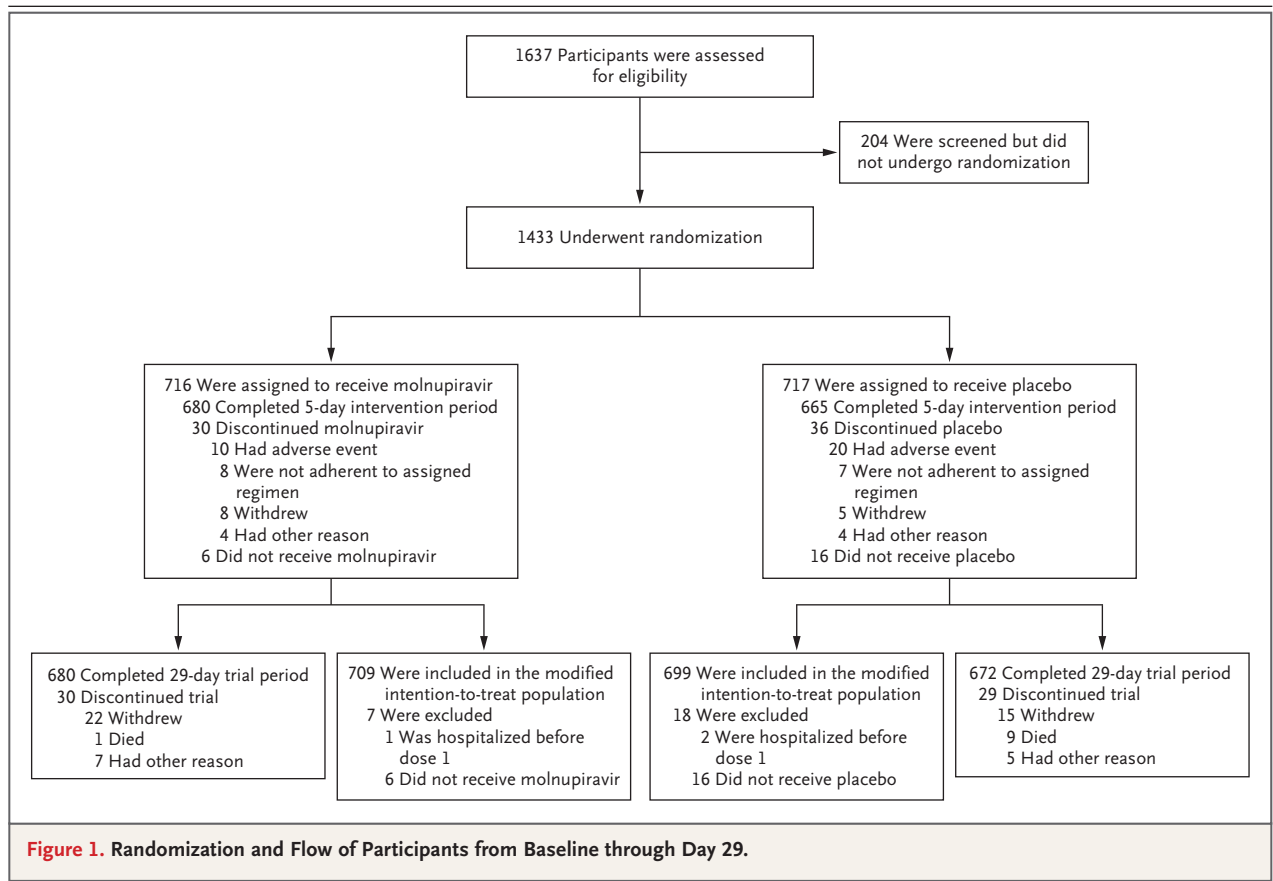 1637 Participants were assessed
for eligibility
204 Were screened but did
not undergo randomization
1433 Underwent randomization
716 Were assigned to receive molnupiravir
680 Completed 5-day intervention period
30 Discontinued molnupiravir
10 Had adverse event
8 Were not adherent to assigned
regimen
8 Withdrew
4 Had other reason
6 Did not receive molnupiravir
717 Were assigned to receive placebo
665 Completed 5-day intervention period
36 Discontinued placebo
20 Had adverse event
7 Were not adherent to assigned
regimen
5 Withdrew
4 Had other reason
16 Did not receive placebo
680 Completed 29-day trial period
30 Discontinued trial
22 Withdrew
1 Died
7 Had other reason
709 Were included in the modified
intention-to-treat population
7 Were excluded
1 Was hospitalized before
dose 1
6 Did not receive molnupiravir
699 Were included in the modified
intention-to-treat population
18 Were excluded
2 Were hospitalized before
dose 1
16 Did not receive placebo
672 Completed 29-day trial period
29 Discontinued trial
15 Withdrew
9 Died
5 Had other reason
Figure 1. Randomization and Flow of Participants from Baseline through Day 29.